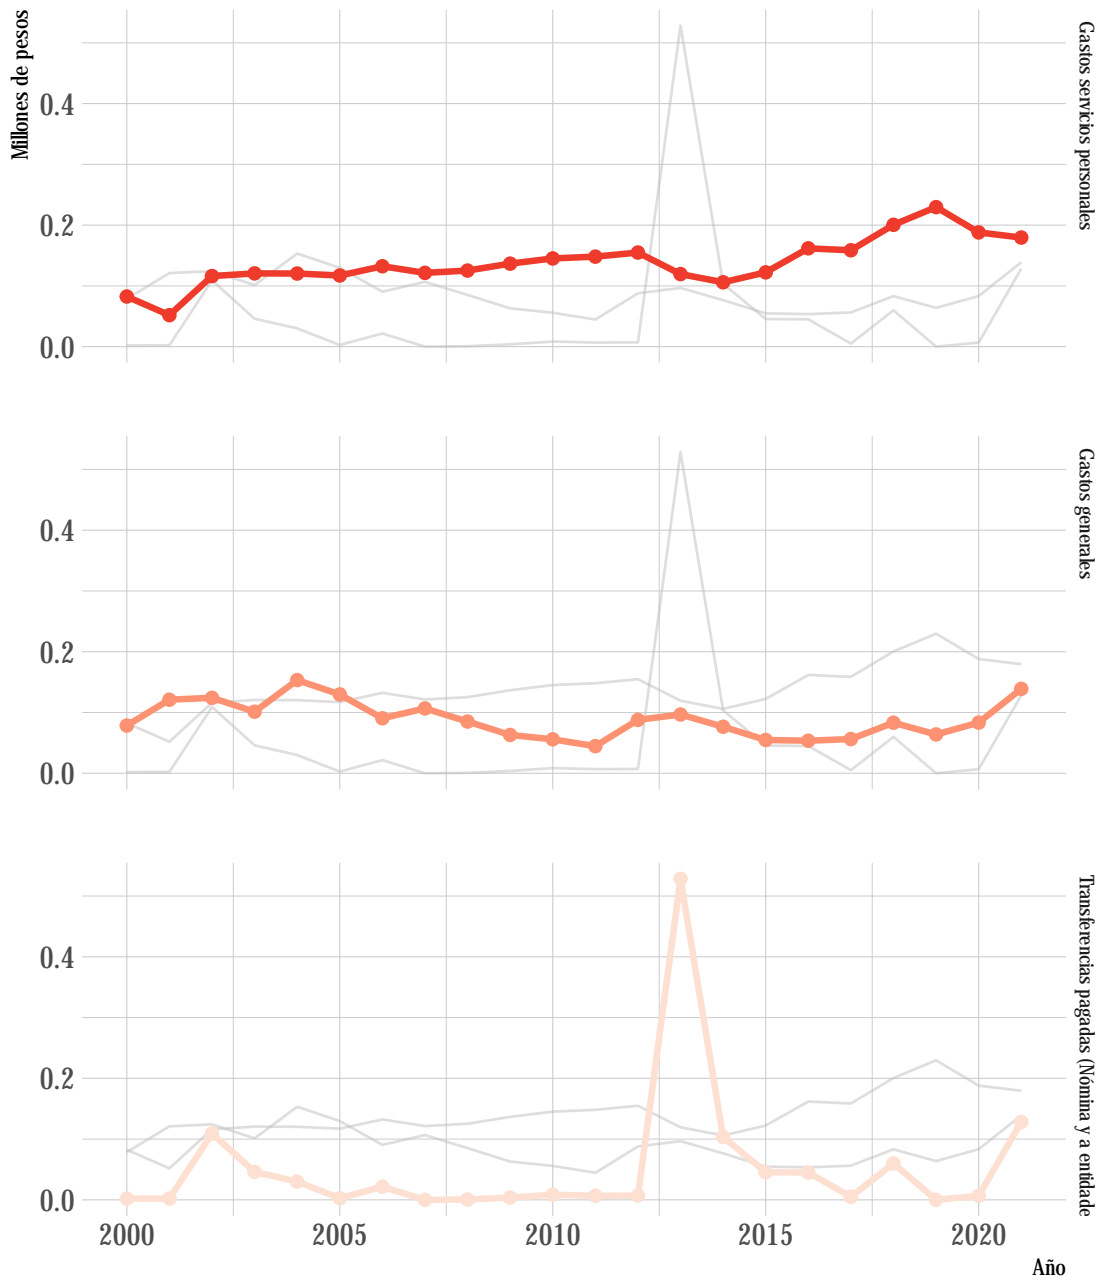 Millones de pesos
0.4
0.2
0.0
Gastos servicios personales
0.4
0.2
0.0
Gastos generales
0.4
0.2
0.0
Transferencias pagadas (Nómina y a entidade
2000 2005 2010 2015 2020
Año